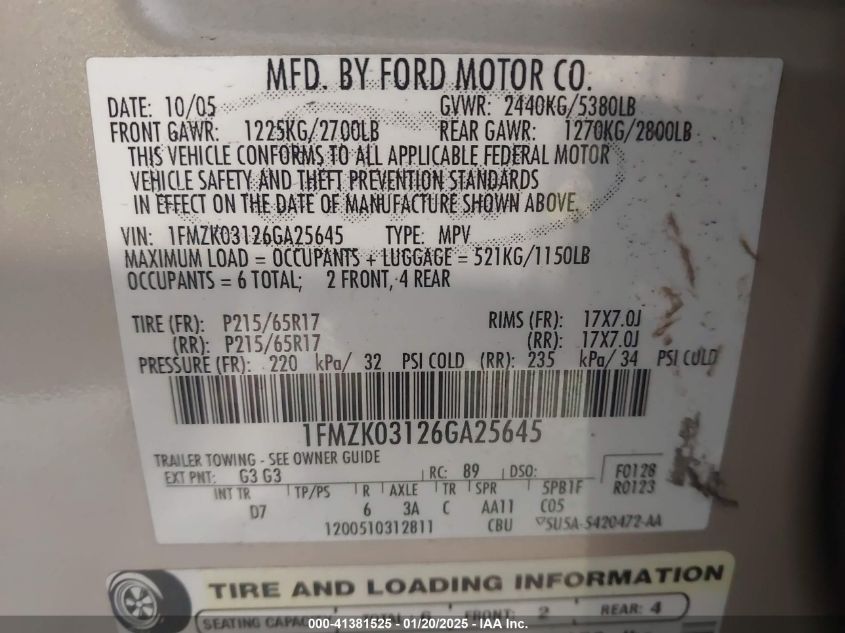 MFD. BY FORD MOTOR CO.
DATE: 10/05 GVWR: 2440KG/5380LB
FRONT GAWR: 1225KG/2700LB REAR GAWR: 1270KG/2800LB
THIS VEHICLE CONFORMS TO ALL APPLICABLE FEDERAL MOTOR
VEHICLE SAFETY AND THEFT PREVENTION STANDARDS
IN EFFECT ON THE DATE OF MANUFACTURE SHOWN ABOVE.
VIN: 1FMZK03126GA25645 TYPE: MPV
MAXIMUM LOAD = OCCUPANTS + LUGGAGE = 521KG/1150LB
OCCUPANTS = 6 TOTAL; 2 FRONT, 4 REAR
TIRE (FR): P215/65R17 RIMS (FR): 17X7.0J
(RR): P215/65R17 (RR): 17X7.0J
PRESSURE (FR): 220 kPa/ 32 PSI COLD (RR): 235 kPa/ 34 PSI COLD
1FMZK03126GA25645
TRAILER TOWING - SEE OWNER GUIDE
EXT PNT: G3 G3 RC: 89 DSO: F0128
R0123
INT TR TP/PS R AXLE TR SPR 5PB1F
D7 6 3A C AA11 C05
1200510312811 CBU 5U5A-5420472-AA
TIRE AND LOADING INFORMATION
SEATING CAPACITY TOTAL: 6 FRONT: 2 REAR: 4
000-41381525 - 01/20/2025 - IAA Inc.